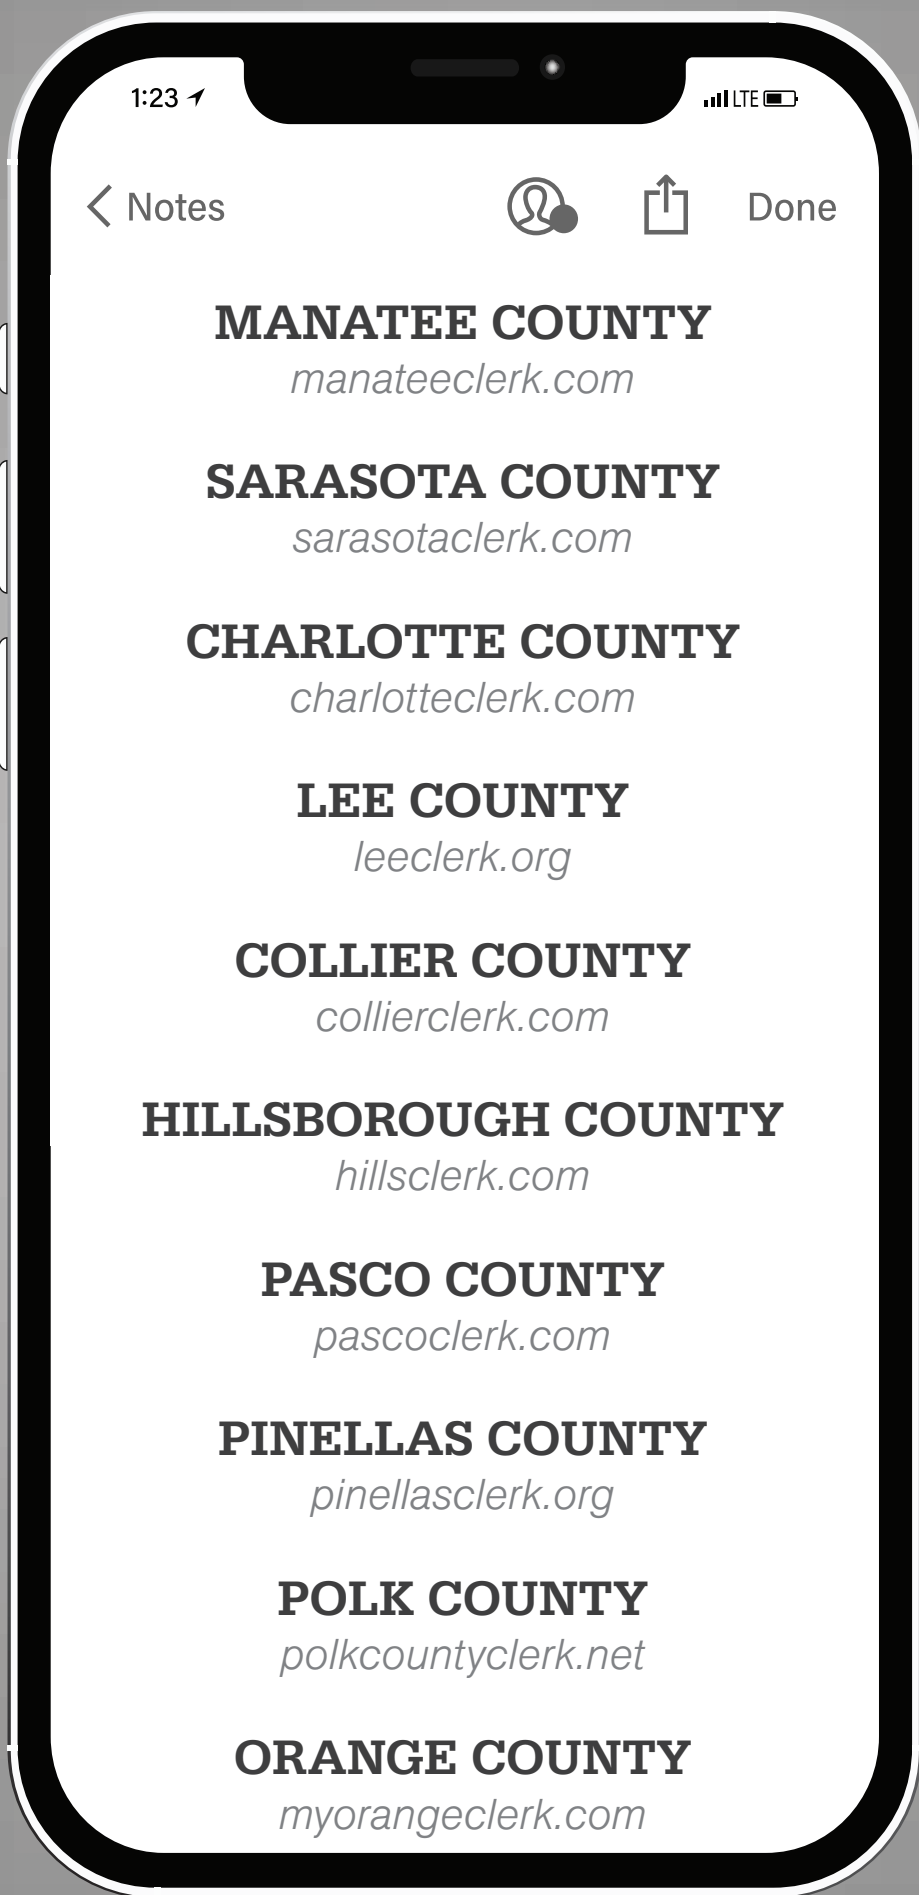 1:23 LTE
Notes Done
MANATEE COUNTY
manateeclerk.com
SARASOTA COUNTY
sarasotaclerk.com
CHARLOTTE COUNTY
charlotteclerk.com
LEE COUNTY
leeclerk.org
COLLIER COUNTY
collierclerk.com
HILLSBOROUGH COUNTY
hillsclerk.com
PASCO COUNTY
pascoclerk.com
PINELLAS COUNTY
pinellasclerk.org
POLK COUNTY
polkcountyclerk.net
ORANGE COUNTY
myorangeclerk.com